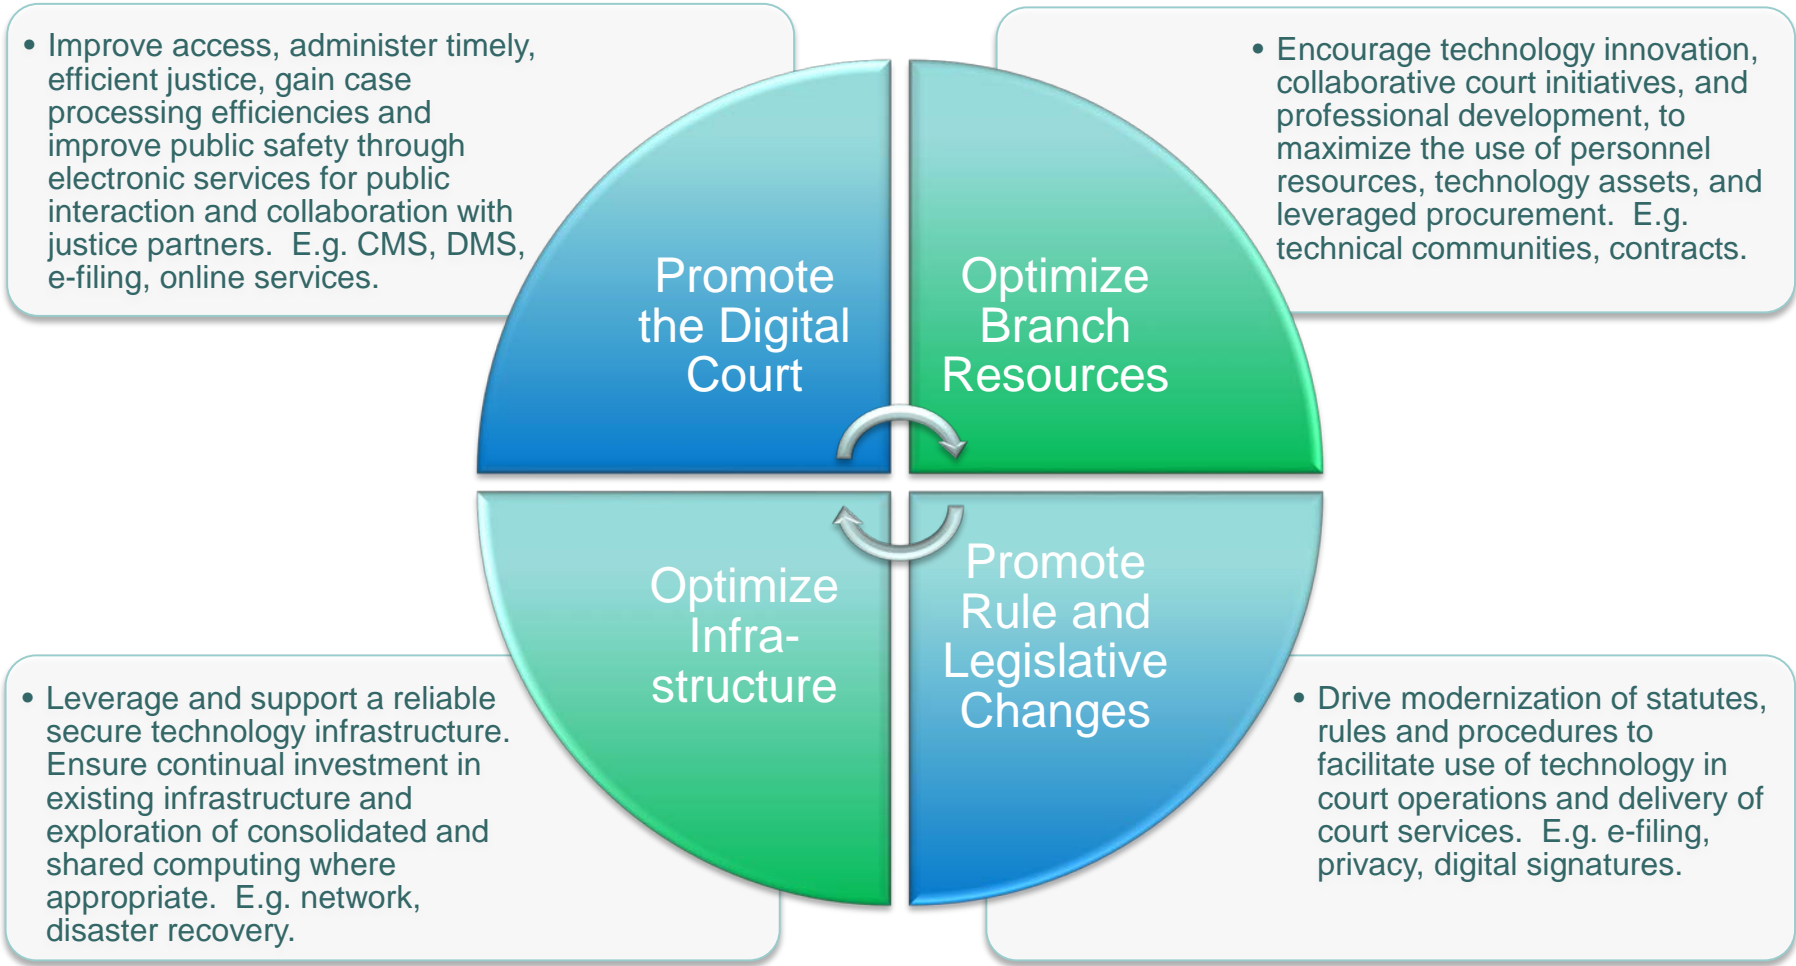 • Improve access, administer timely,
efficient justice, gain case
processing efficiencies and
improve public safety through
electronic services for public
interaction and collaboration with
justice partners.  E.g. CMS, DMS,
e-filing, online services.
• Encourage technology innovation,
collaborative court initiatives, and
professional development, to
maximize the use of personnel
resources, technology assets, and
leveraged procurement.  E.g.
technical communities, contracts.
Promote
the Digital
Court
Optimize
Branch
Resources
Optimize
Infra-
structure
Promote
Rule and
Legislative
Changes
• Leverage and support a reliable
secure technology infrastructure.
Ensure continual investment in
existing infrastructure and
exploration of consolidated and
shared computing where
appropriate.  E.g. network,
disaster recovery.
• Drive modernization of statutes,
rules and procedures to
facilitate use of technology in
court operations and delivery of
court services.  E.g. e-filing,
privacy, digital signatures.